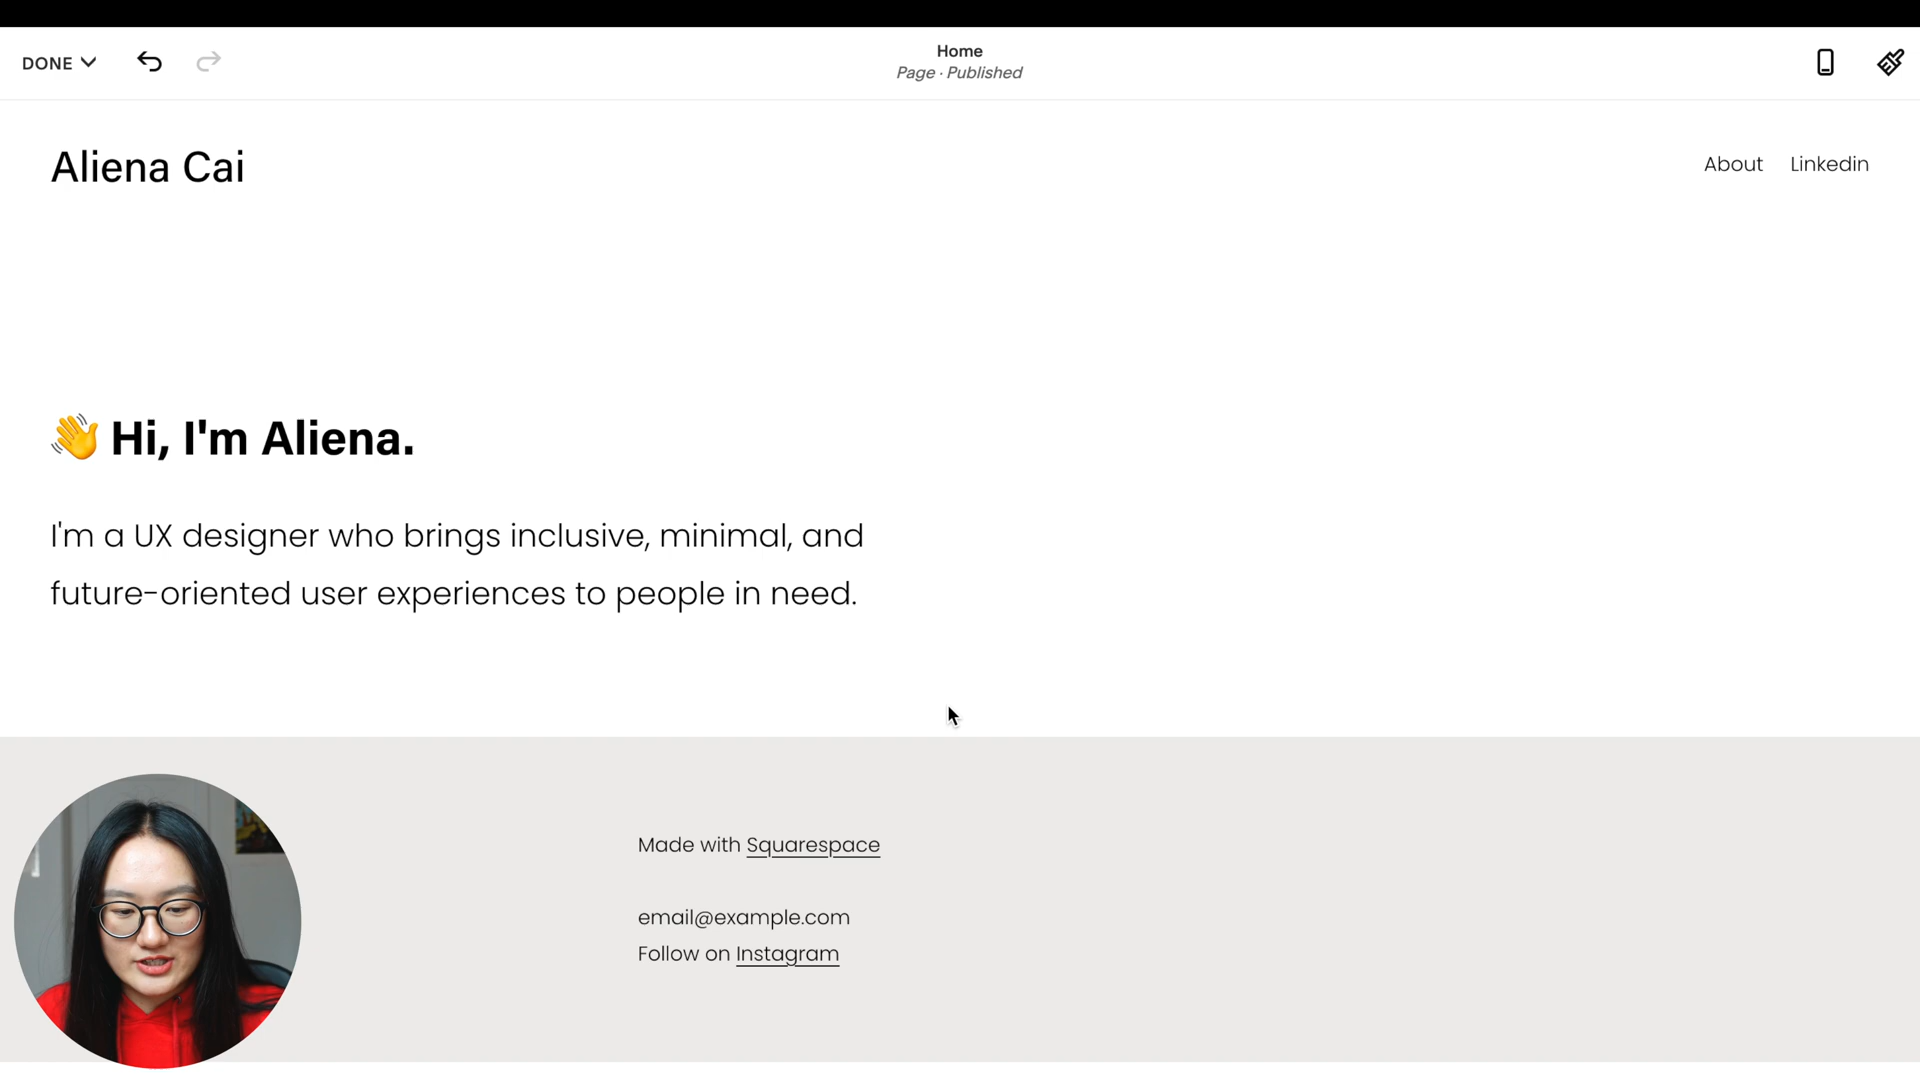 DONE
Home
Page · Published
Aliena Cai
About Linkedin
👋 Hi, I'm Aliena.
I'm a UX designer who brings inclusive, minimal, and
future-oriented user experiences to people in need.
Made with Squarespace
email@example.com
Follow on Instagram